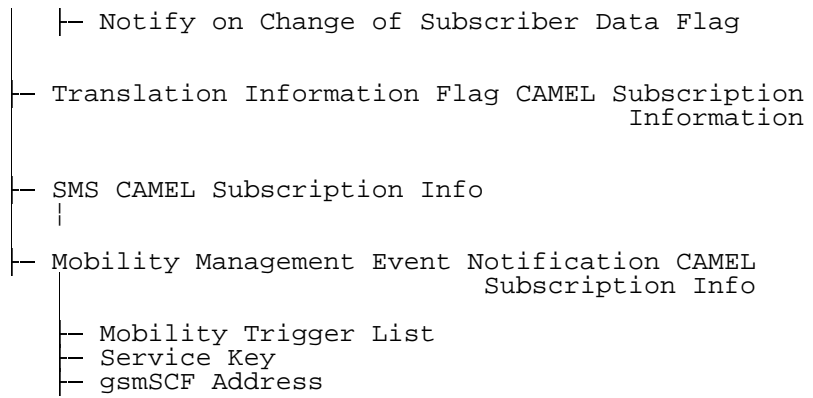 Notify on Change of Subscriber Data Flag
Translation Information Flag CAMEL Subscription
Information
SMS CAMEL Subscription Info
Mobility Management Event Notification CAMEL
Subscription Info
Mobility Trigger List
Service Key
gsmSCF Address